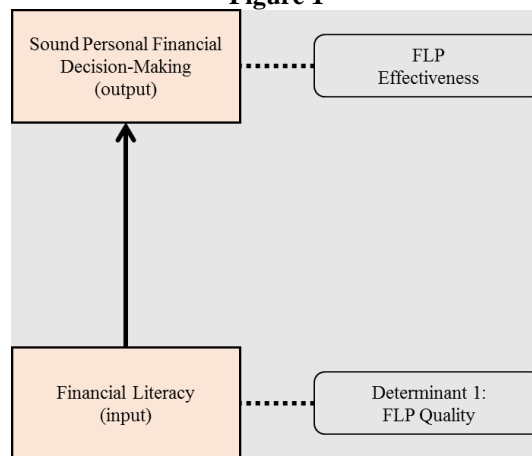 Figure 1
Sound Personal Financial
Decision-Making
(output)
FLP
Effectiveness
Financial Literacy
(input)
Determinant 1:
FLP Quality